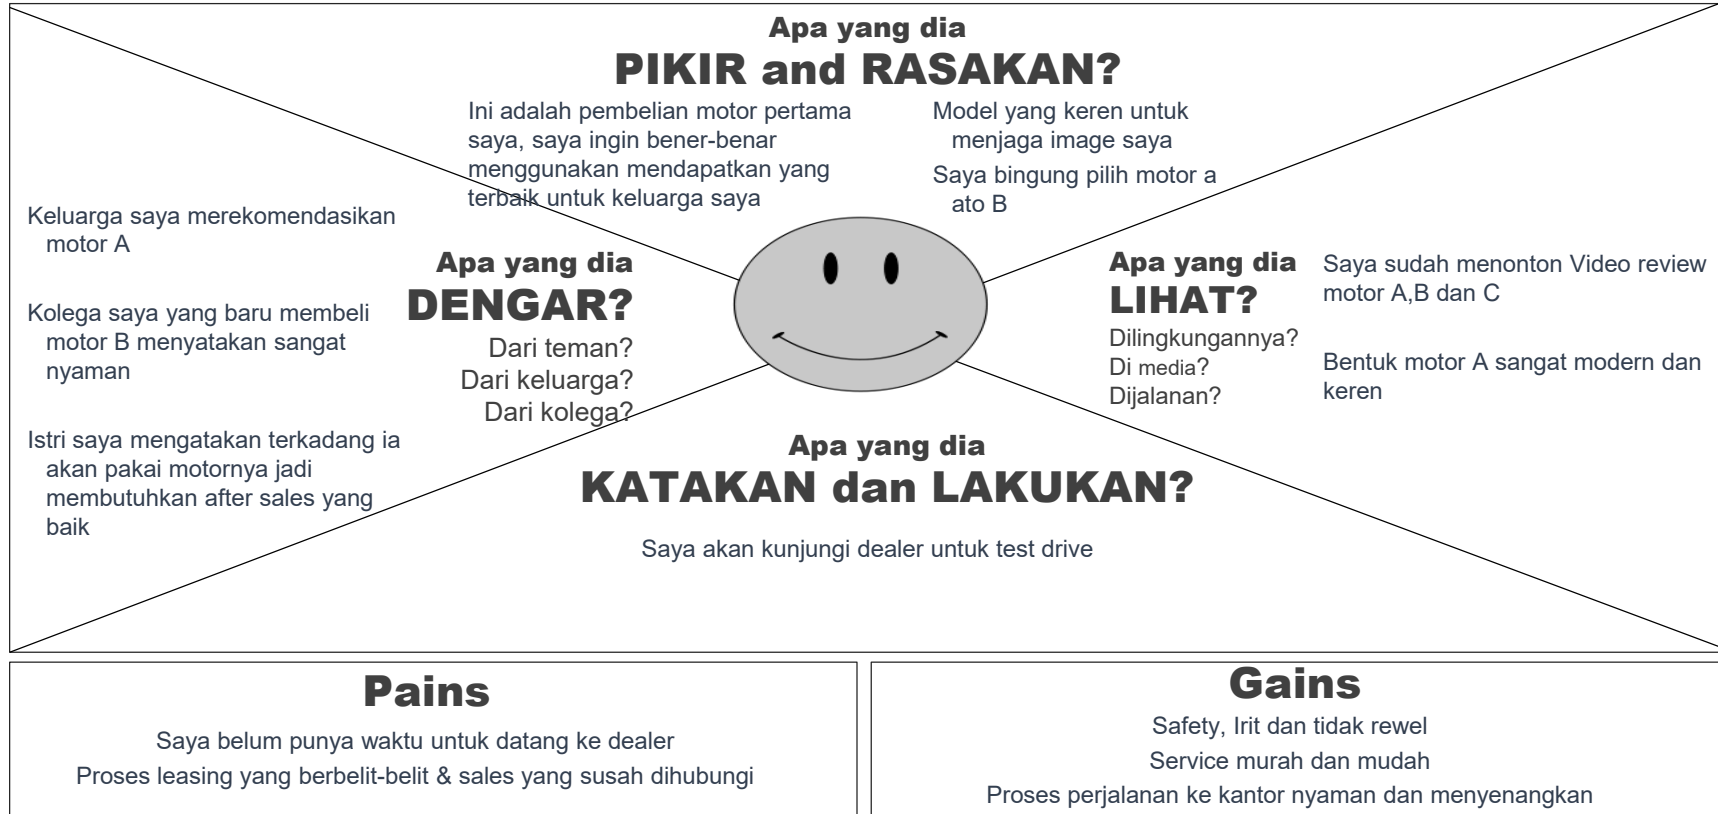 Apa yang dia
PIKIR and RASAKAN?
Ini adalah pembelian motor pertama
saya, saya ingin bener-benar
menggunakan mendapatkan yang
terbaik untuk keluarga saya
Model yang keren untuk
menjaga image saya
Saya bingung pilih motor a
ato B
Keluarga saya merekomendasikan
motor A
Kolega saya yang baru membeli
motor B menyatakan sangat
nyaman
Istri saya mengatakan terkadang ia
akan pakai motornya jadi
membutuhkan after sales yang
baik
Apa yang dia
DENGAR?
Dari teman?
Dari keluarga?
Dari kolega?
Apa yang dia
LIHAT?
Dilingkungannya?
Di media?
Dijalanan?
Saya sudah menonton Video review
motor A,B dan C
Bentuk motor A sangat modern dan
keren
Apa yang dia
KATAKAN dan LAKUKAN?
Saya akan kunjungi dealer untuk test drive
Pains
Saya belum punya waktu untuk datang ke dealer
Proses leasing yang berbelit-belit & sales yang susah dihubungi
Gains
Safety, Irit dan tidak rewel
Service murah dan mudah
Proses perjalanan ke kantor nyaman dan menyenangkan